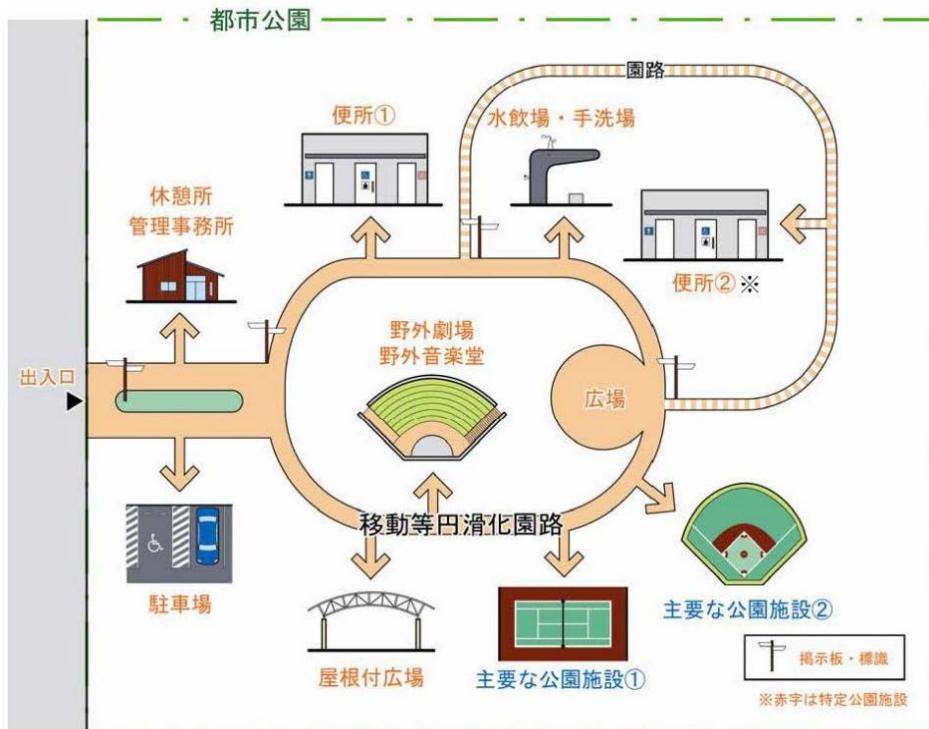 都市公園
園路
便所①
水飲場・手洗場
休憩所
管理事務所
便所②※
野外劇場
野外音楽堂
出入口
広場
移動等円滑化園路
駐車場
屋根付広場
主要な公園施設①
主要な公園施設②
掲示板・標識
※赤字は特定公園施設